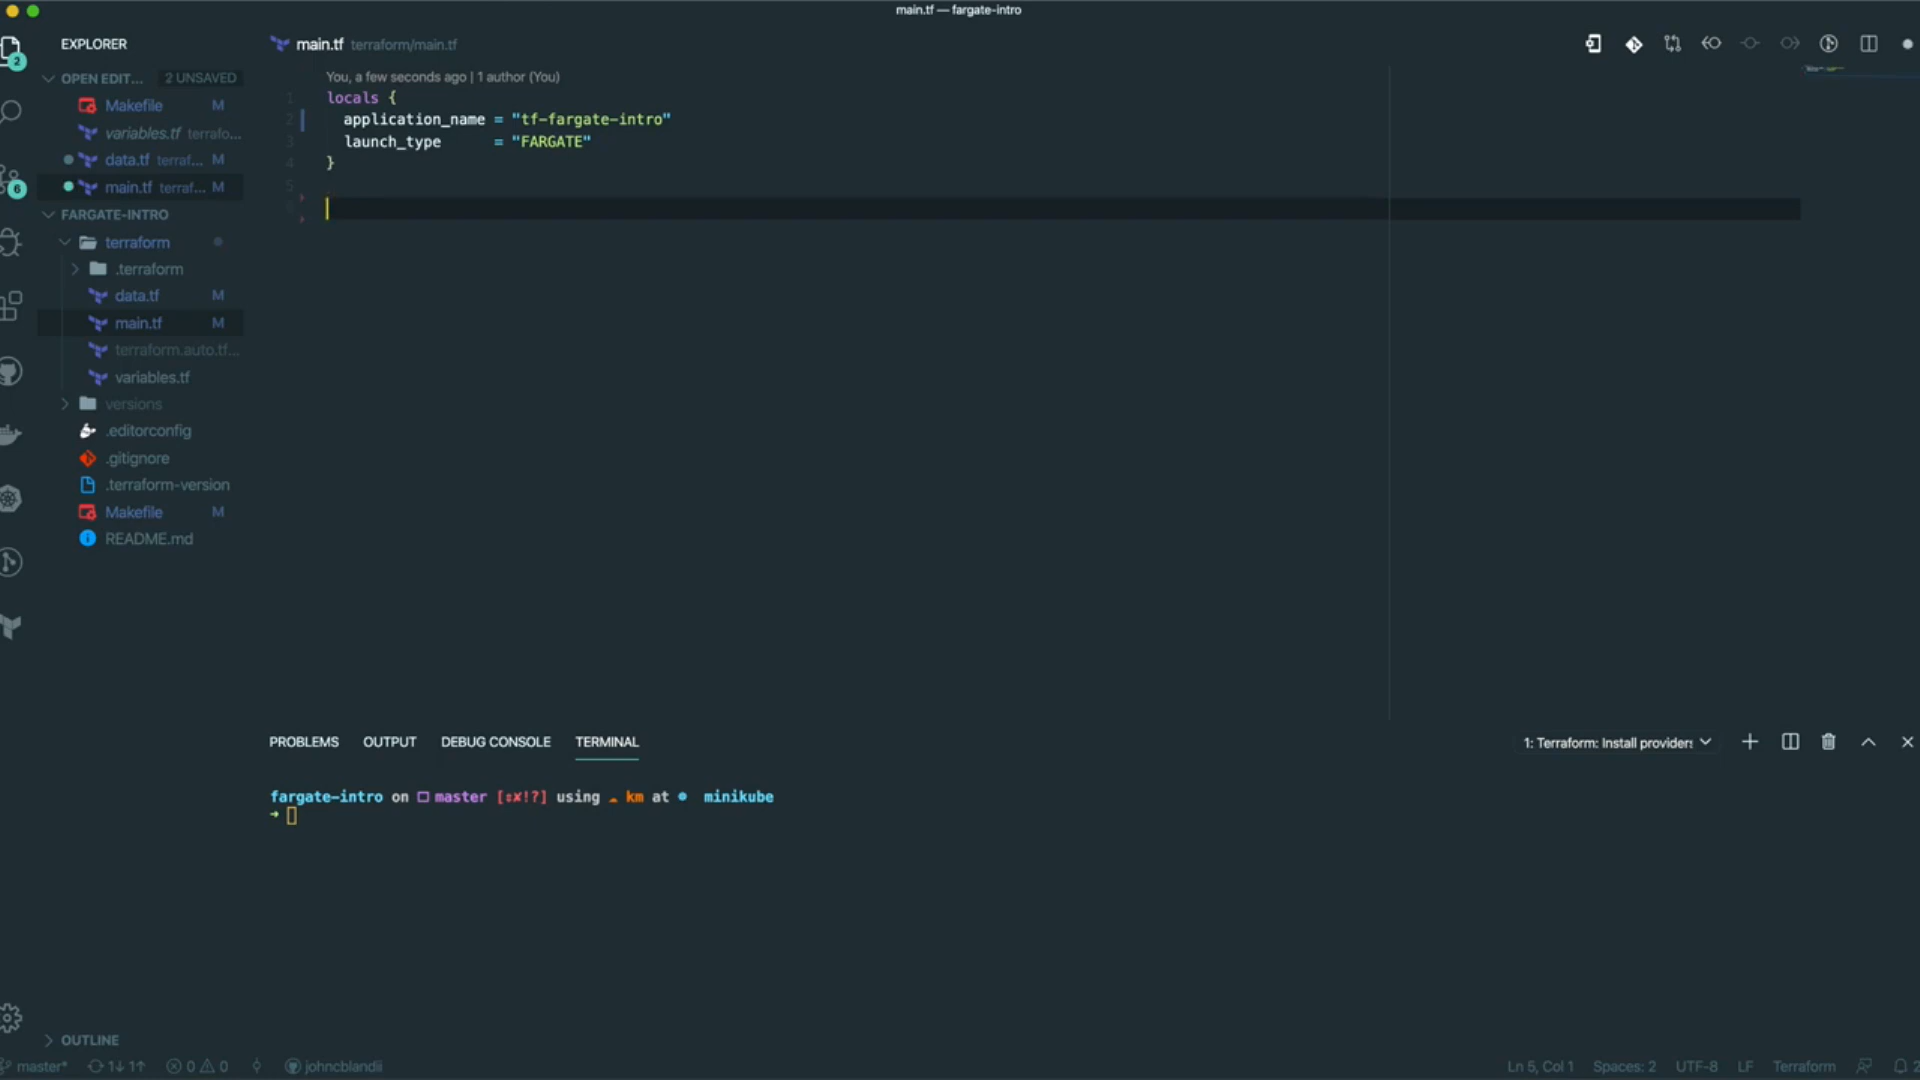 main.tf — fargate-intro
EXPLORER
OPEN EDIT... 2 UNSAVED
Makefile M
variables.tf terrafo...
data.tf terraf... M
main.tf terraf... M
FARGATE-INTRO
terraform
.terraform
data.tf M
main.tf M
terraform.auto.tf...
variables.tf
versions
.editorconfig
.gitignore
.terraform-version
Makefile M
README.md
OUTLINE
2
6
main.tf terraform/main.tf
You, a few seconds ago | 1 author (You)
1 locals {
2 application_name = "tf-fargate-intro"
3 launch_type = "FARGATE"
4 }
5
PROBLEMS OUTPUT DEBUG CONSOLE TERMINAL
1: Terraform: Install providers
fargate-intro on master [⇕✘!?] using ☁ km at minikube
➜
master* 1↓ 1↑ 0 0 johncblandii
Ln 5, Col 1 Spaces: 2 UTF-8 LF Terraform 2